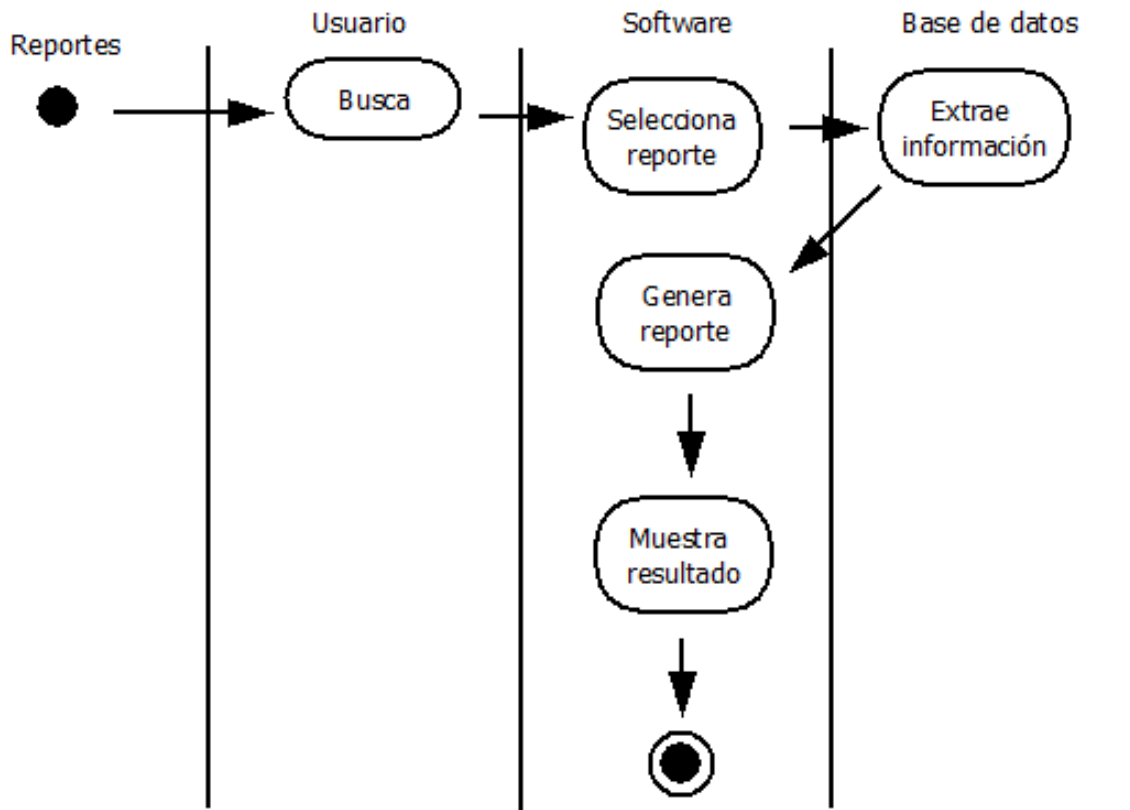 Reportes
Usuario
Software
Base de datos
Busca
Selecciona
reporte
Extrae
información
Genera
reporte
Muestra
resultado